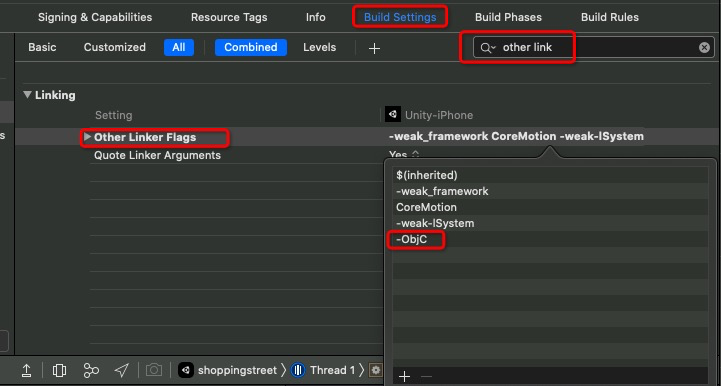 Signing & Capabilities Resource Tags Info Build Settings Build Phases Build Rules
Basic Customized All Combined Levels + other link
Linking
Setting Unity-iPhone
Other Linker Flags -weak_framework CoreMotion -weak-lSystem
Quote Linker Arguments Yes
$(inherited)
-weak_framework
CoreMotion
-weak-lSystem
-ObjC
+ −
shoppingstreet Thread 1